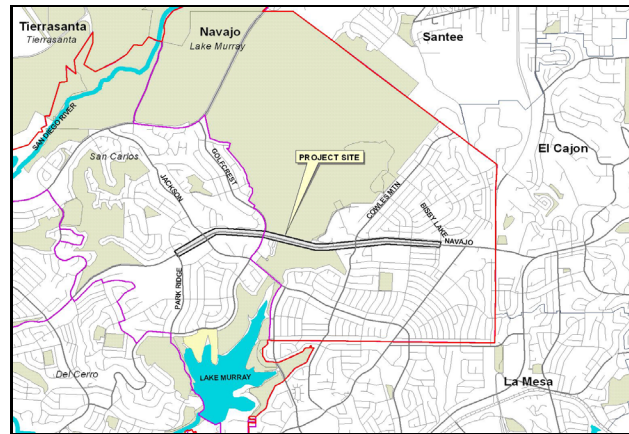 Tierrasanta
Tierrasanta
Navajo
Lake Murray
Santee
SAN DIEGO RIVER
El Cajon
San Carlos
GOLFCREST
JACKSON
PROJECT SITE
COWLES MTN
BISBY LAKE
NAVAJO
PARK RIDGE
Del Cerro
LAKE MURRAY
La Mesa